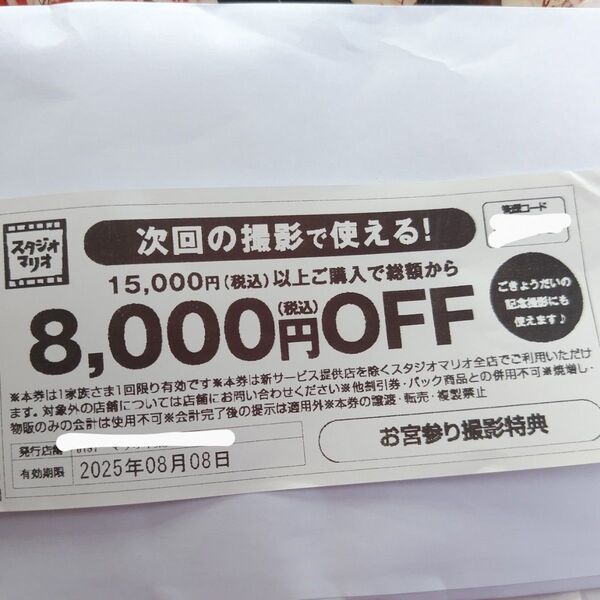 スタジオ
マリオ
次回の撮影で使える!
管理コード
15,000円(税込)以上ご購入で総額から
8,000円(税込)OFF
ごきょうだいの
記念撮影にも
使えます♪
※本券は1家族さま1回限り有効です※本券は新サービス提供店を除くスタジオマリオ全店でご利用いただけ
ます。対象外の店舗については店舗にお問い合わせください※他割引券・パック商品との併用不可※焼増し・
物販のみの会計は使用不可※会計完了後の提示は適用外※本券の譲渡・転売・複製禁止
発行店舗
有効期限 2025年08月08日
お宮参り撮影特典